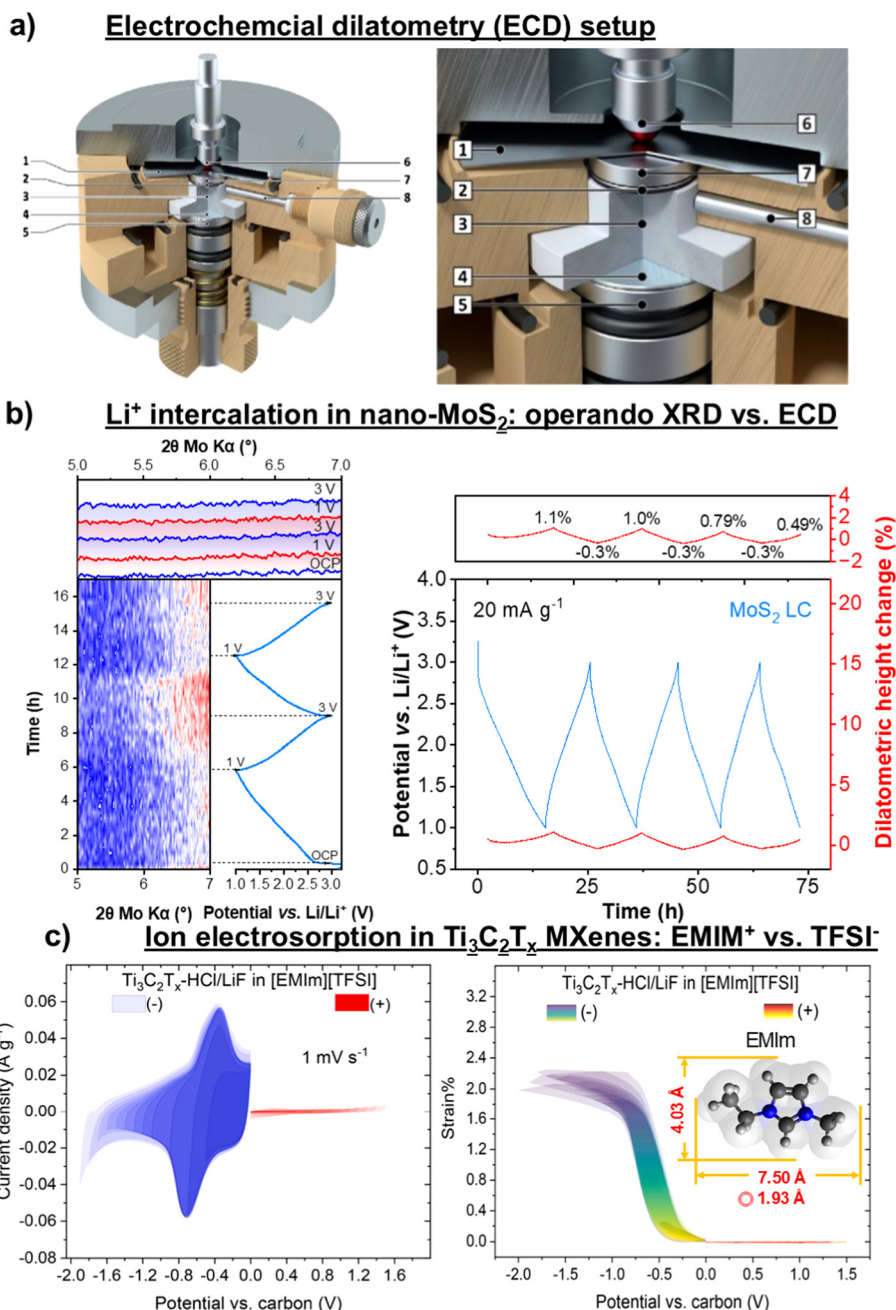 a) Electrochemcial dilatometry (ECD) setup
1
2
3
4
5
6
7
8
1
2
3
4
5
6
7
8
b) Li⁺ intercalation in nano-MoS₂: operando XRD vs. ECD
2θ Mo Kα (°)
5.0 5.5 6.0 6.5 7.0
3 V
1 V
3 V
1 V
OCP
16
14
12
10
8
6
4
2
0
Time (h)
3 V
1 V
3 V
1 V
OCP
5 6 7
1.0 1.5 2.0 2.5 3.0
2θ Mo Kα (°) Potential vs. Li/Li⁺ (V)
1.1% 1.0% 0.79% 0.49%
-0.3% -0.3% -0.3%
4
2
0
−2
20 mA g⁻¹ MoS₂ LC
4.0
3.5
3.0
2.5
2.0
1.5
1.0
0.5
Potential vs. Li/Li⁺ (V)
20
15
10
5
0
Dilatometric height change (%)
0 25 50 75
Time (h)
c) Ion electrosorption in Ti₃C₂Tₓ MXenes: EMIM⁺ vs. TFSI⁻
Ti₃C₂Tₓ-HCl/LiF in [EMIm][TFSI]
(-) (+)
1 mV s⁻¹
0.06
0.04
0.02
0.00
-0.02
-0.04
-0.06
-0.08
Current density (A g⁻¹)
-2.0 -1.6 -1.2 -0.8 -0.4 0.0 0.4 0.8 1.2 1.6
Potential vs. carbon (V)
Ti₃C₂Tₓ-HCl/LiF in [EMIm][TFSI]
(-) (+)
EMIm
4.03 Å
7.50 Å
1.93 Å
3.2
2.8
2.4
2.0
1.6
1.2
0.8
0.4
0.0
Strain%
-2.0 -1.5 -1.0 -0.5 0.0 0.5 1.0 1.5
Potential vs. carbon (V)